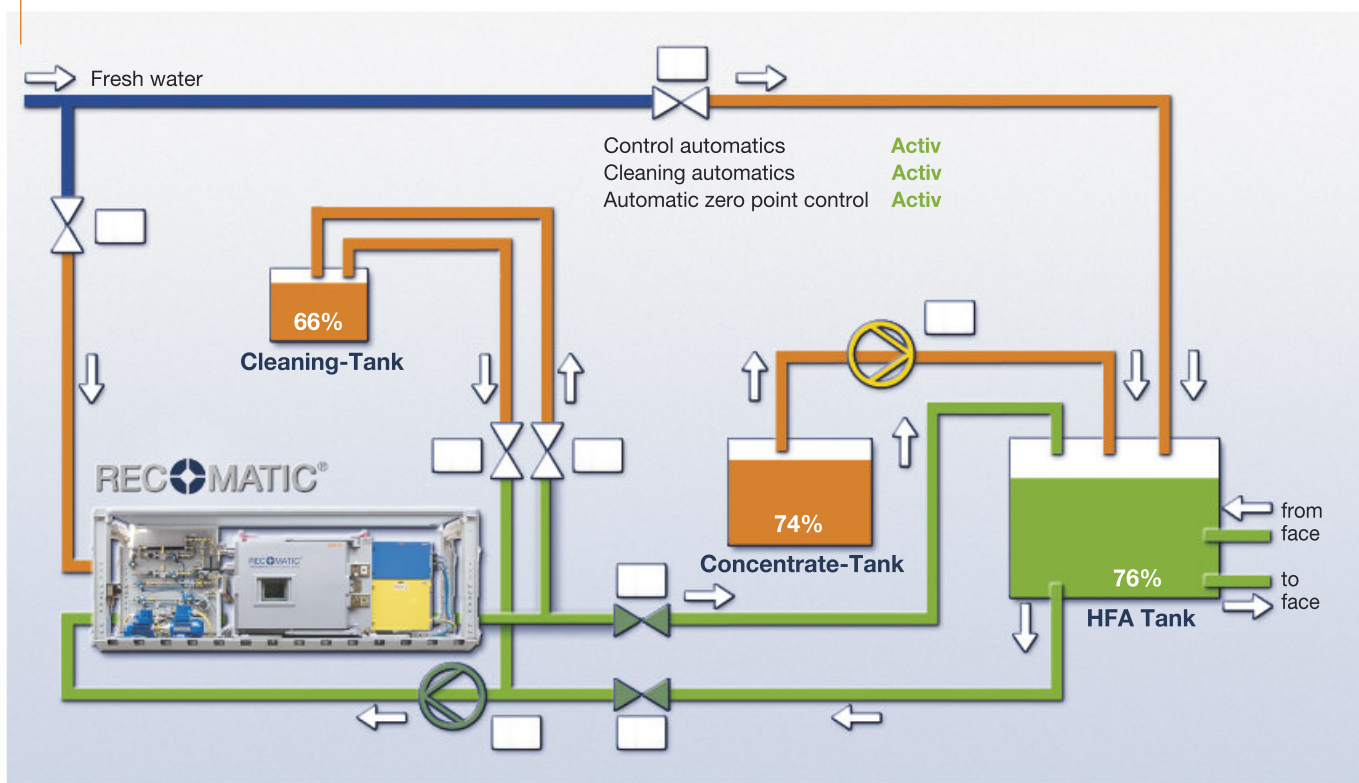 Fresh water
Control automatics Activ
Cleaning automatics Activ
Automatic zero point control Activ
66%
Cleaning-Tank
RECOMATIC®
RECOMATIC
74%
Concentrate-Tank
76%
HFA Tank
from
face
to
face